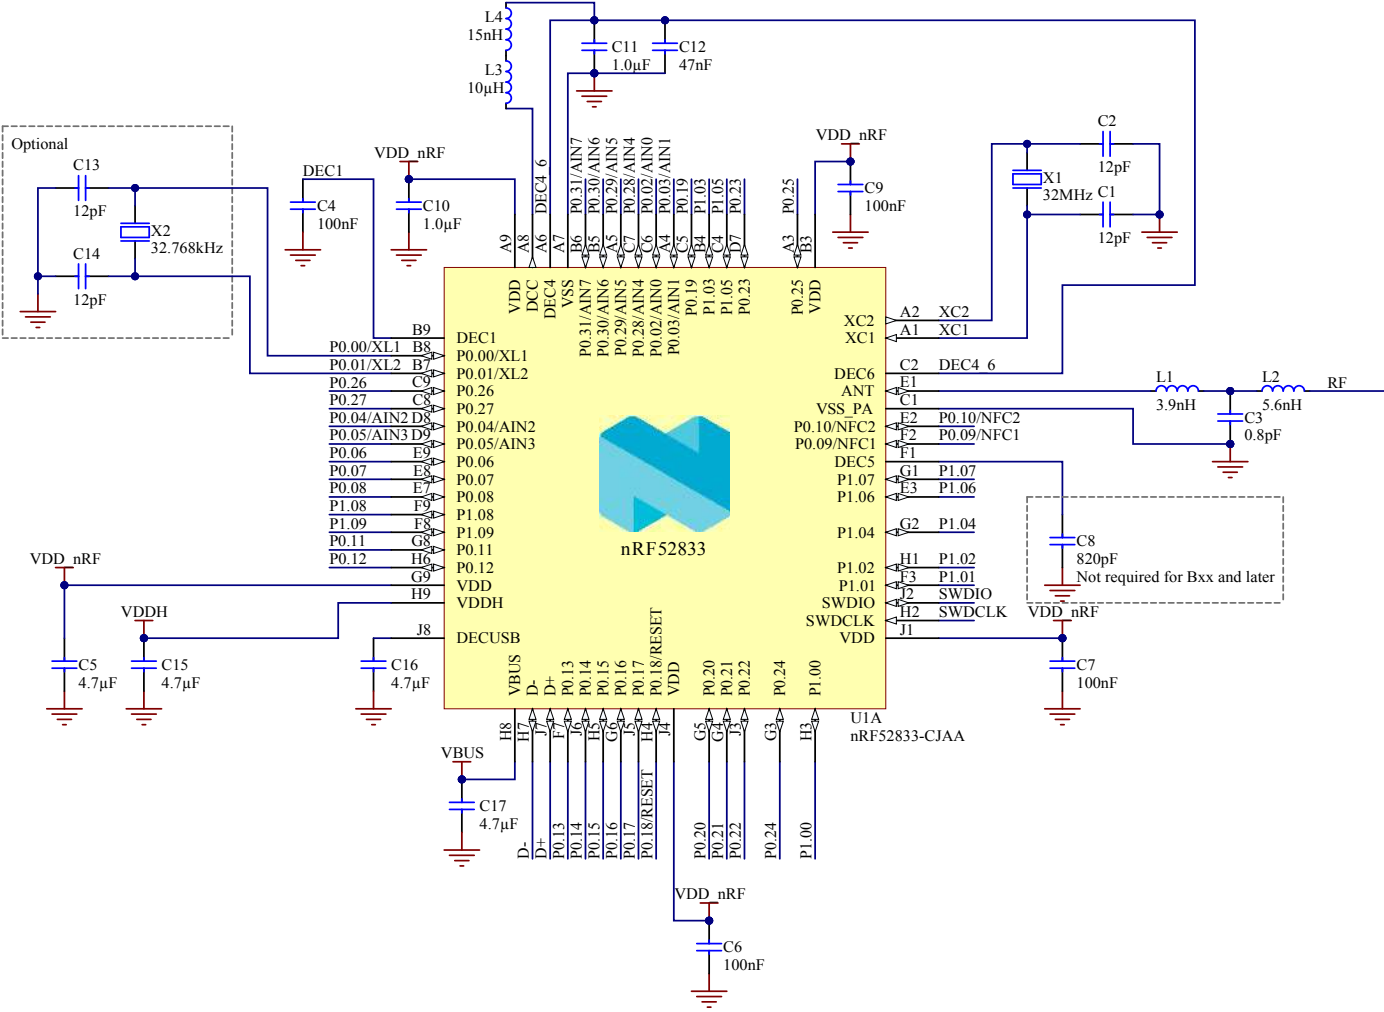 L4
15nH
L3
10µH
C11
1.0µF
C12
47nF
Optional
C13
12pF
X2
32.768kHz
C14
12pF
DEC1
C4
100nF
VDD_nRF
C10
1.0µF
DEC4_6
P0.31/AIN7
P0.30/AIN6
P0.29/AIN5
P0.28/AIN4
P0.02/AIN0
P0.03/AIN1
P0.19
P1.03
P1.05
P0.23
P0.25
VDD_nRF
C9
100nF
C2
12pF
X1
32MHz
C1
12pF
A9
A8
A6
A7
B6
B5
A5
C7
C6
A4
C5
B4
C4
D7
A3
B3
VDD
DCC
DEC4
VSS
P0.31/AIN7
P0.30/AIN6
P0.29/AIN5
P0.28/AIN4
P0.02/AIN0
P0.03/AIN1
P0.19
P1.03
P1.05
P0.23
P0.25
VDD
B9 DEC1
P0.00/XL1 B8 P0.00/XL1
P0.01/XL2 B7 P0.01/XL2
P0.26 C9 P0.26
P0.27 C8 P0.27
P0.04/AIN2 D8 P0.04/AIN2
P0.05/AIN3 D9 P0.05/AIN3
P0.06 E9 P0.06
P0.07 E8 P0.07
P0.08 E7 P0.08
P1.08 F9 P1.08
P1.09 F8 P1.09
P0.11 G8 P0.11
P0.12 H6 P0.12
G9 VDD
H9 VDDH
J8 DECUSB
XC2 A2 XC2
XC1 A1 XC1
DEC6 C2 DEC4_6
ANT E1
VSS_PA C1
P0.10/NFC2 E2 P0.10/NFC2
P0.09/NFC1 F2 P0.09/NFC1
DEC5 F1
P1.07 G1 P1.07
P1.06 E3 P1.06
P1.04 G2 P1.04
P1.02 H1 P1.02
P1.01 F3 P1.01
SWDIO J2 SWDIO
SWDCLK H2 SWDCLK
VDD J1
L1
3.9nH
L2
5.6nH
RF
C3
0.8pF
C8
820pF
Not required for Bxx and later
VDD_nRF
C7
100nF
nRF52833
VDD_nRF
C5
4.7µF
VDDH
C15
4.7µF
C16
4.7µF
VBUS
D-
D+
P0.13
P0.14
P0.15
P0.16
P0.17
P0.18/RESET
VDD
P0.20
P0.21
P0.22
P0.24
P1.00
U1A
nRF52833-CJAA
H8
H7
J7
F7
J6
H5
G6
J5
H4
J4
G5
G4
J3
G3
H3
VBUS
C17
4.7µF
D-
D+
P0.13
P0.14
P0.15
P0.16
P0.17
P0.18/RESET
P0.20
P0.21
P0.22
P0.24
P1.00
VDD_nRF
C6
100nF